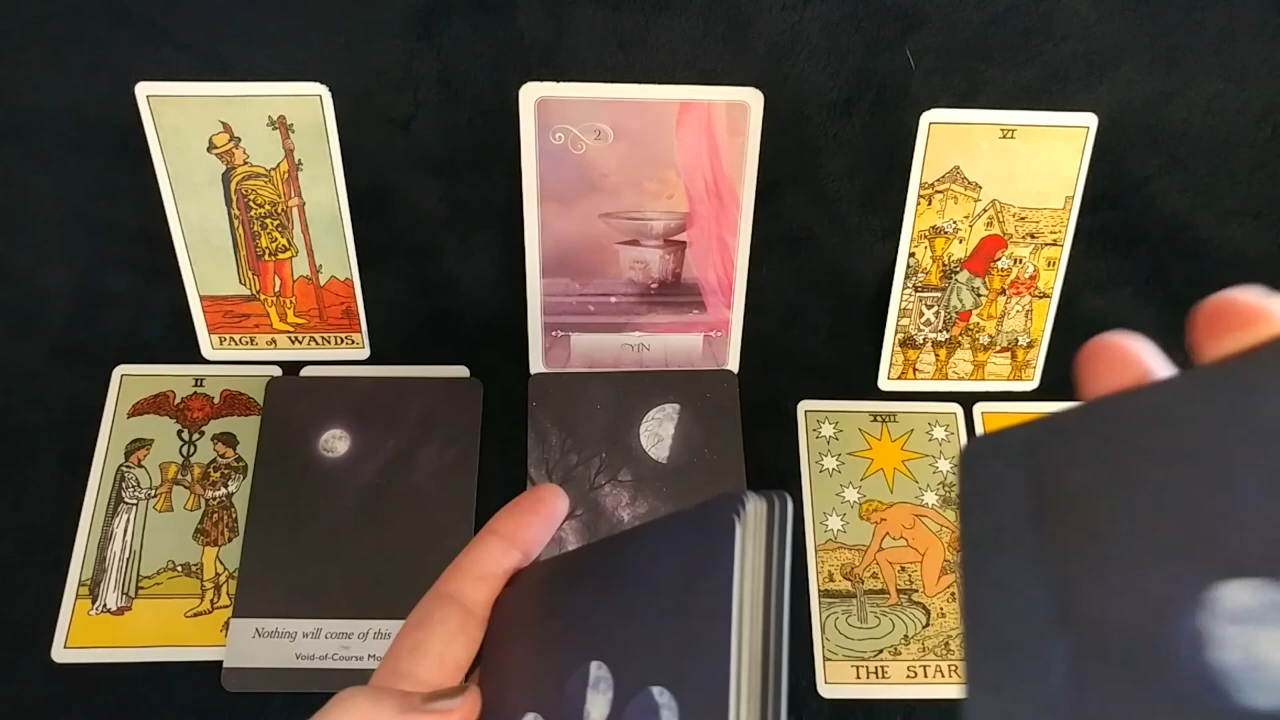 PAGE of WANDS.
2
YIN
VI
II
Nothing will come of this
Void-of-Course Mo
XVII
THE STAR